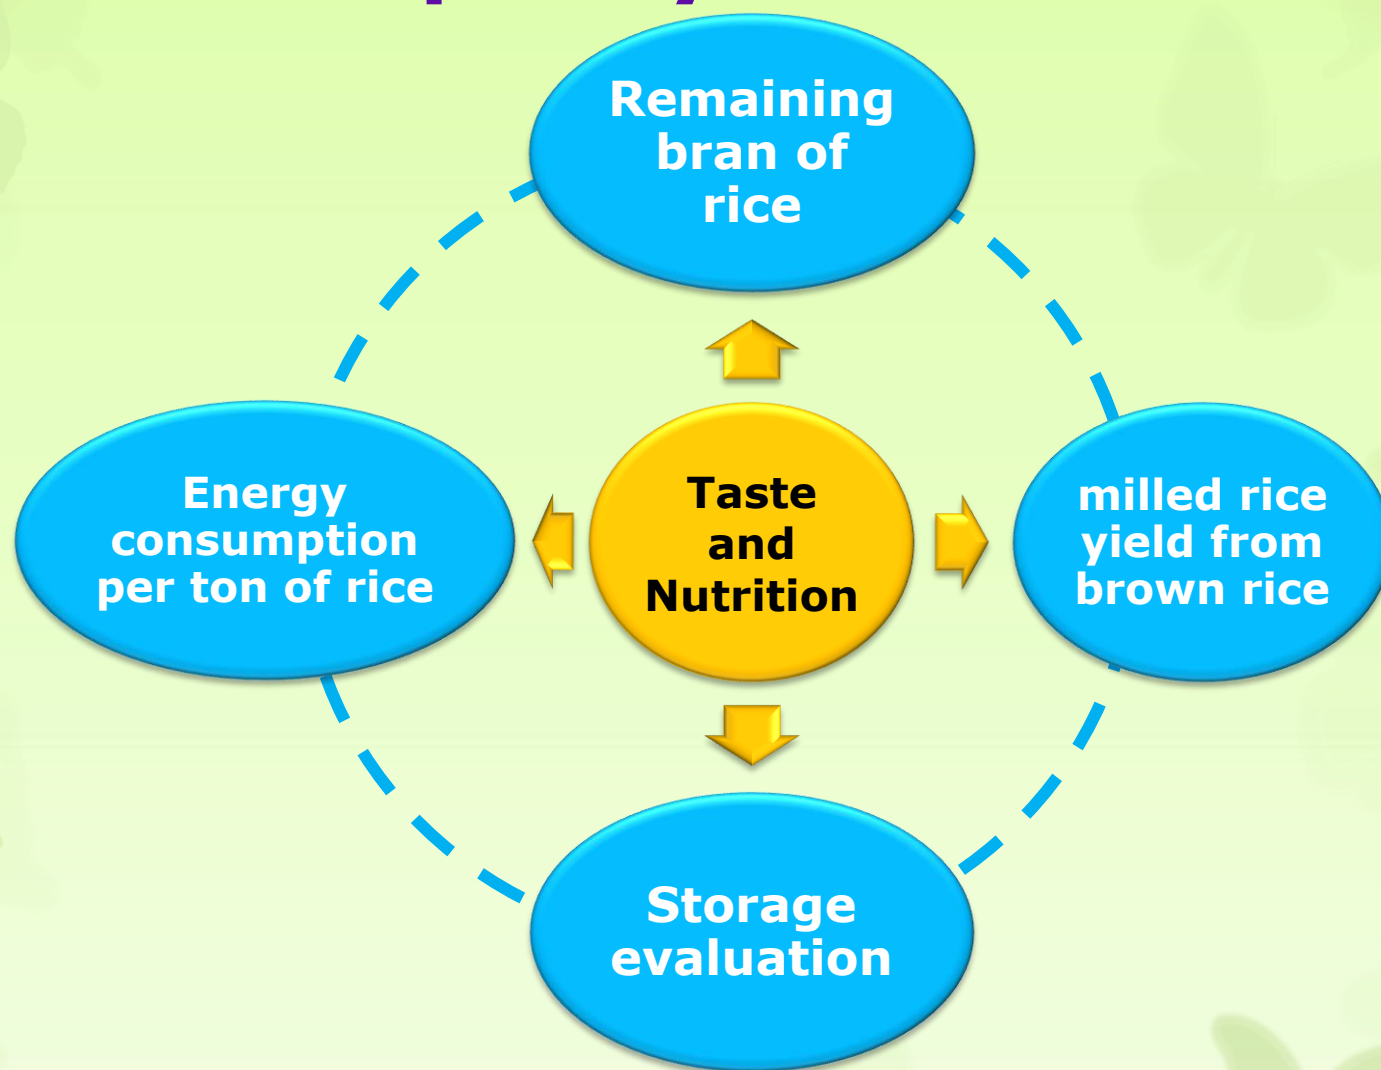 Remaining
bran of
rice
Energy
consumption
per ton of rice
Taste
and
Nutrition
milled rice
yield from
brown rice
Storage
evaluation